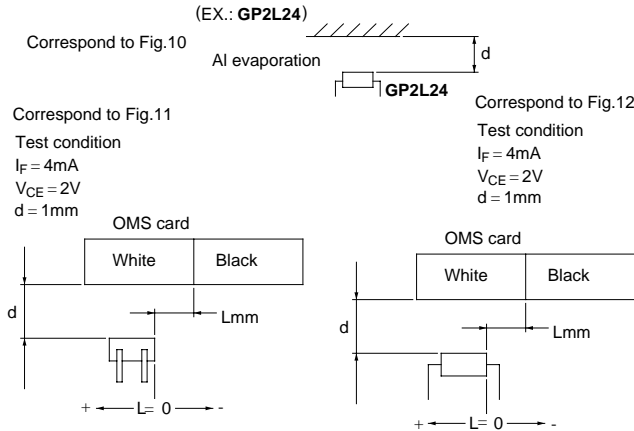 (EX.: GP2L24)
Correspond to Fig.10
Al evaporation
d
GP2L24
Correspond to Fig.11
Test condition
IF = 4mA
VCE = 2V
d = 1mm
OMS card
White Black
d
Lmm
+ L= 0 -
Correspond to Fig.12
Test condition
IF = 4mA
VCE = 2V
d = 1mm
OMS card
White Black
d
Lmm
+ L= 0 -